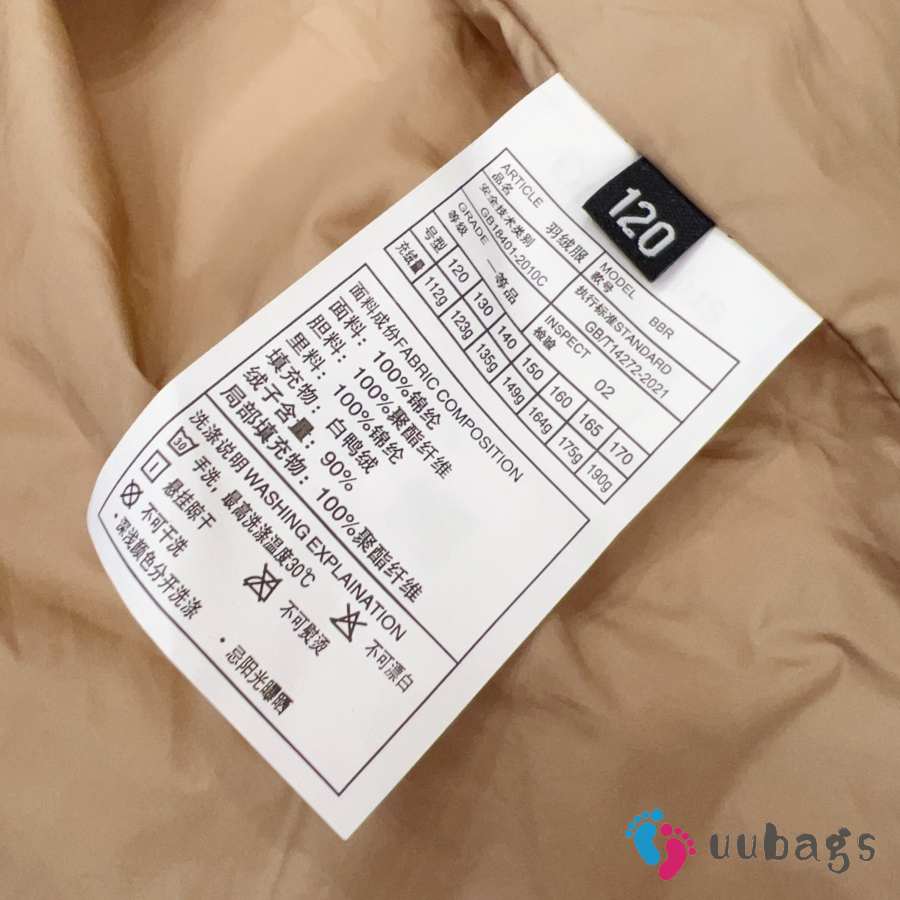 120
ARTICLE 羽绒服 MODEL BBR
品名 款号
安全技术类别 执行标准STANDARD
GB18401-2010C GB/T14272-2021
GRADE 一等品 INSPECT 02
等级 检验
号型 120 130 140 150 160 165 170
充绒量 112g 123g 135g 149g 164g 175g 190g
面料成份FABRIC COMPOSITION
面料：100%锦纶
胆料：100%聚酯纤维
里料：100%锦纶
填充物：白鸭绒
绒子含量：90%
局部填充物：100%聚酯纤维
洗涤说明WASHING EXPLAINATION
30 手洗，最高洗涤温度30℃ 不可漂白
悬挂晾干 不可熨烫
不可干洗
·深浅颜色分开洗涤 ·忌阳光曝晒
uubags